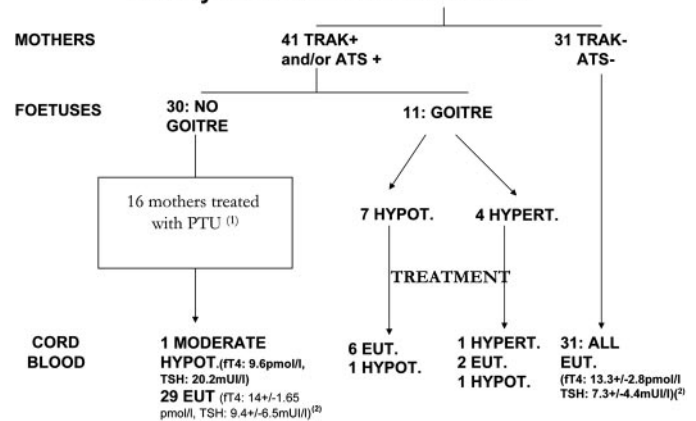 MOTHERS
41 TRAK+
and/or ATS +
31 TRAK-
ATS-
FOETUSES
30: NO
GOITRE
11: GOITRE
16 mothers treated
with PTU (1)
7 HYPOT.
4 HYPERT.
TREATMENT
CORD
BLOOD
1 MODERATE
HYPOT.(fT4: 9.6pmol/l,
TSH: 20.2mUI/l)
29 EUT (fT4: 14+/-1.65
pmol/l, TSH: 9.4+/-6.5mUI/l)(2)
6 EUT.
1 HYPOT.
1 HYPERT.
2 EUT.
1 HYPOT.
31: ALL
EUT.
(fT4: 13.3+/-2.8pmol/l
TSH: 7.3+/-4.4mUI/l)(2)